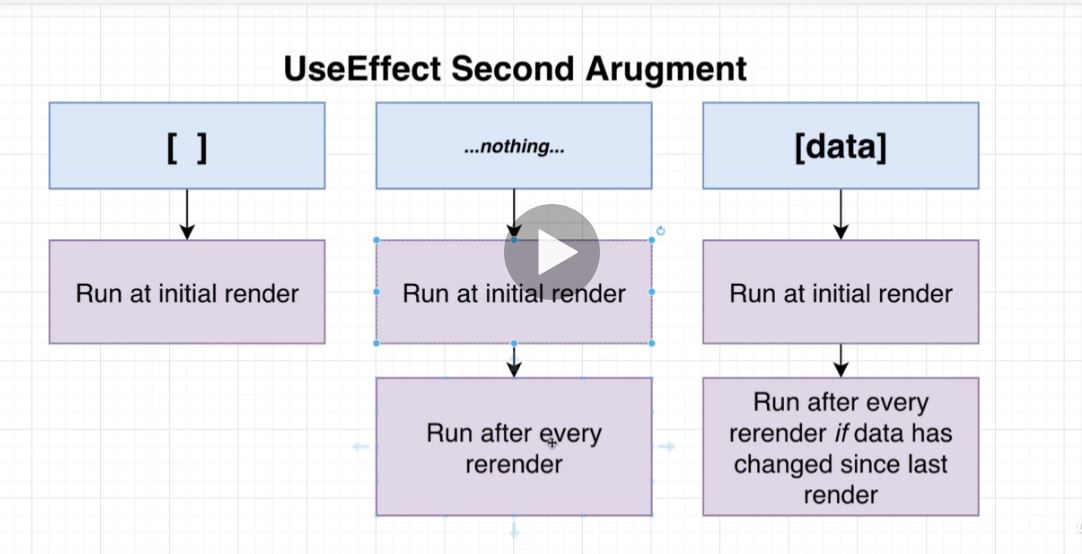 UseEffect Second Arugment
[ ]
...nothing...
[data]
Run at initial render
Run at initial render
Run at initial render
Run after every
rerender
Run after every
rerender if data has
changed since last
render